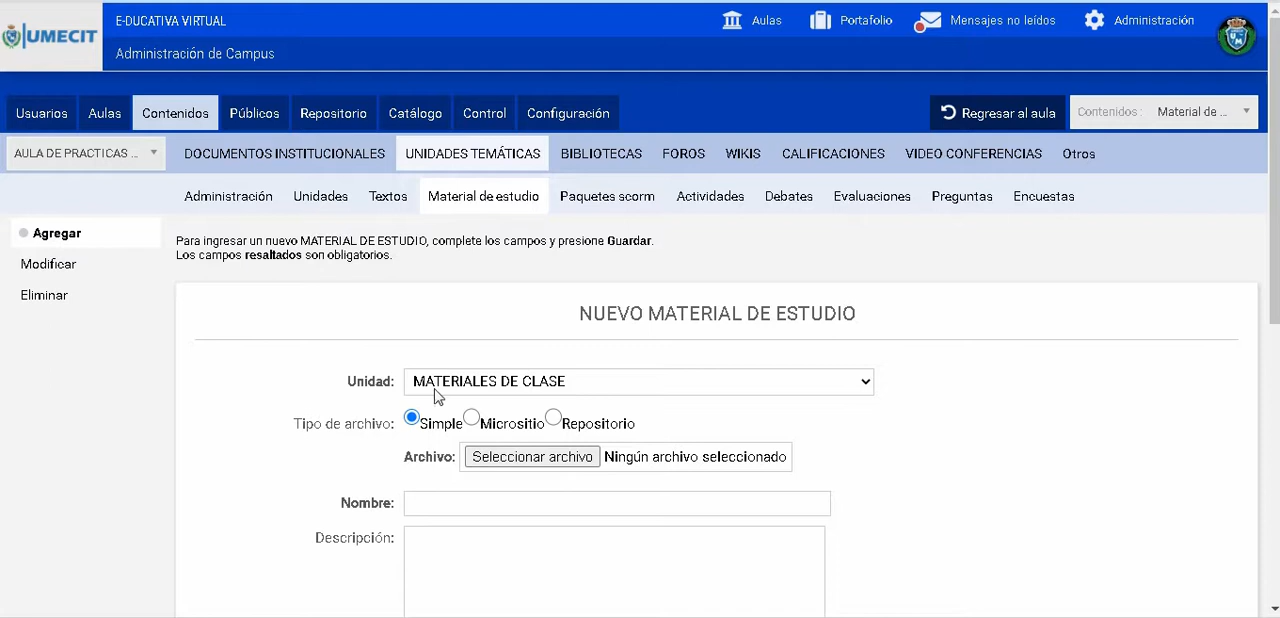 UMECIT
E-DUCATIVA VIRTUAL
Aulas
Portafolio
Mensajes no leídos
Administración
Administración de Campus
Usuarios
Aulas
Contenidos
Públicos
Repositorio
Catálogo
Control
Configuración
Regresar al aula
Contenidos :
Material de ...
AULA DE PRACTICAS ...
DOCUMENTOS INSTITUCIONALES
UNIDADES TEMÁTICAS
BIBLIOTECAS
FOROS
WIKIS
CALIFICACIONES
VIDEO CONFERENCIAS
Otros
Administración
Unidades
Textos
Material de estudio
Paquetes scorm
Actividades
Debates
Evaluaciones
Preguntas
Encuestas
Agregar
Modificar
Eliminar
Para ingresar un nuevo MATERIAL DE ESTUDIO, complete los campos y presione Guardar.
Los campos resaltados son obligatorios.
NUEVO MATERIAL DE ESTUDIO
Unidad: MATERIALES DE CLASE
Tipo de archivo: Simple Micrositio Repositorio
Archivo: Seleccionar archivo Ningún archivo seleccionado
Nombre:
Descripción: